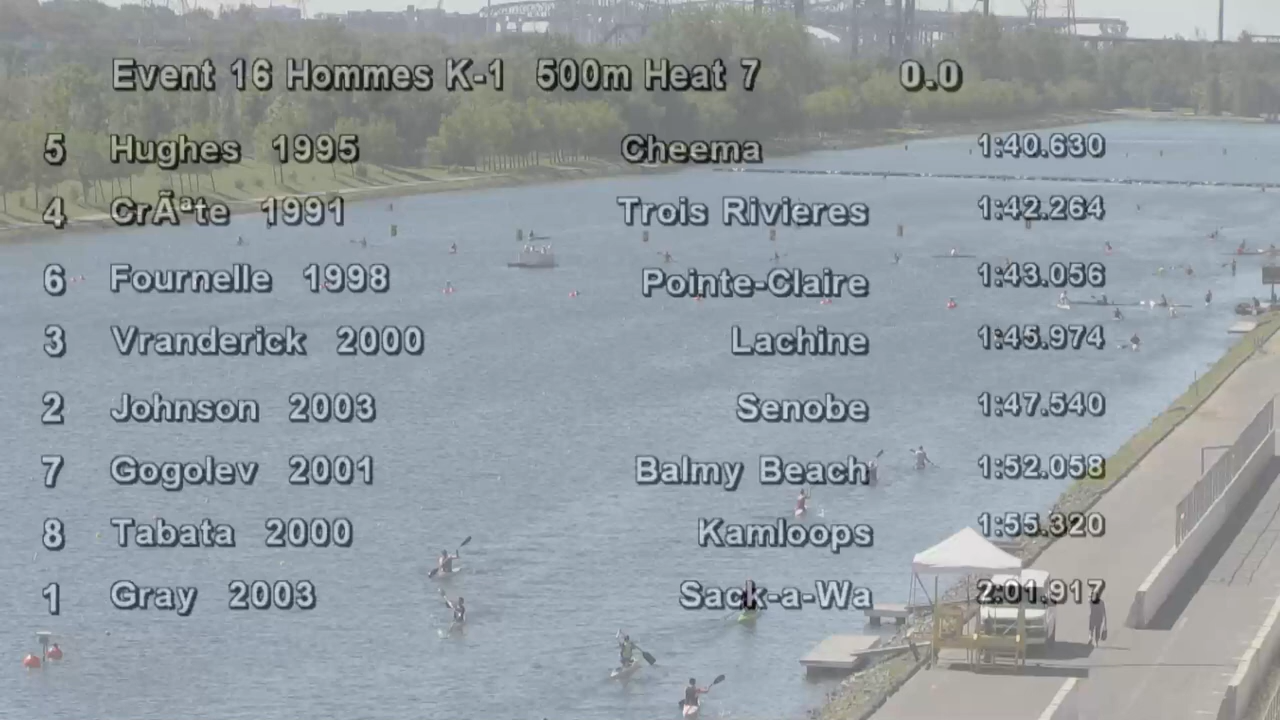 Event 16 Hommes K-1 500m Heat 7 0.0
5 Hughes 1995 Cheema 1:40.630
4 CrÃªte 1991 Trois Rivieres 1:42.264
6 Fournelle 1998 Pointe-Claire 1:43.056
3 Vranderick 2000 Lachine 1:45.974
2 Johnson 2003 Senobe 1:47.540
7 Gogolev 2001 Balmy Beach 1:52.058
8 Tabata 2000 Kamloops 1:55.320
1 Gray 2003 Sack-a-Wa 2:01.917